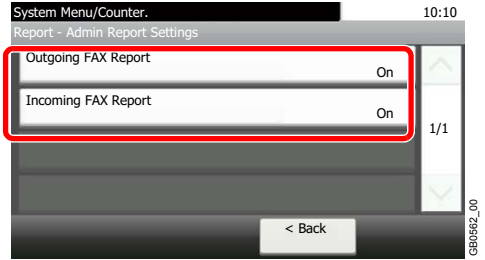 System Menu/Counter.
10:10
Report - Admin Report Settings
Outgoing FAX Report
On
Incoming FAX Report
On
1/1
< Back
GB0562_00